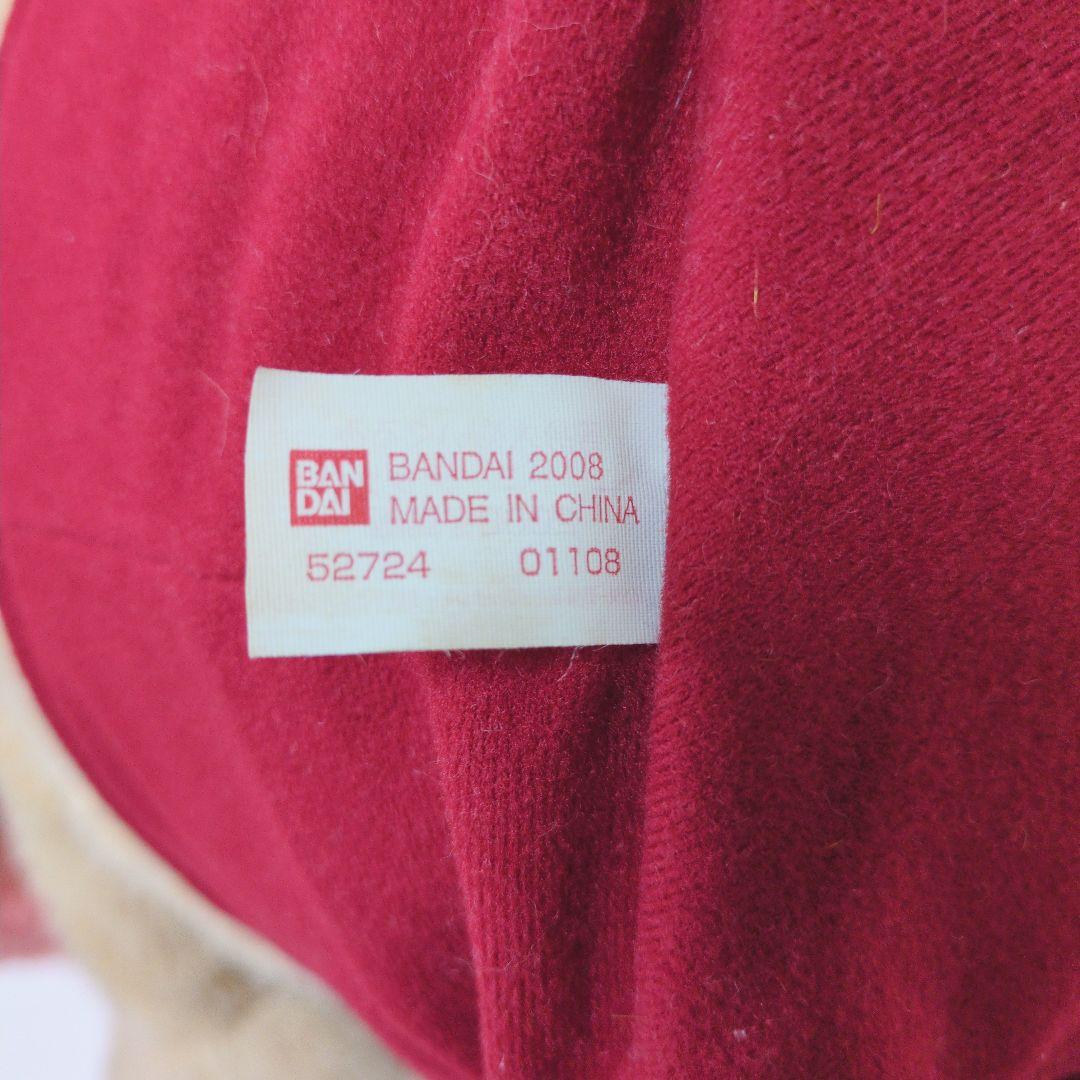 BAN
DAI
BANDAI 2008
MADE IN CHINA
52724 01108